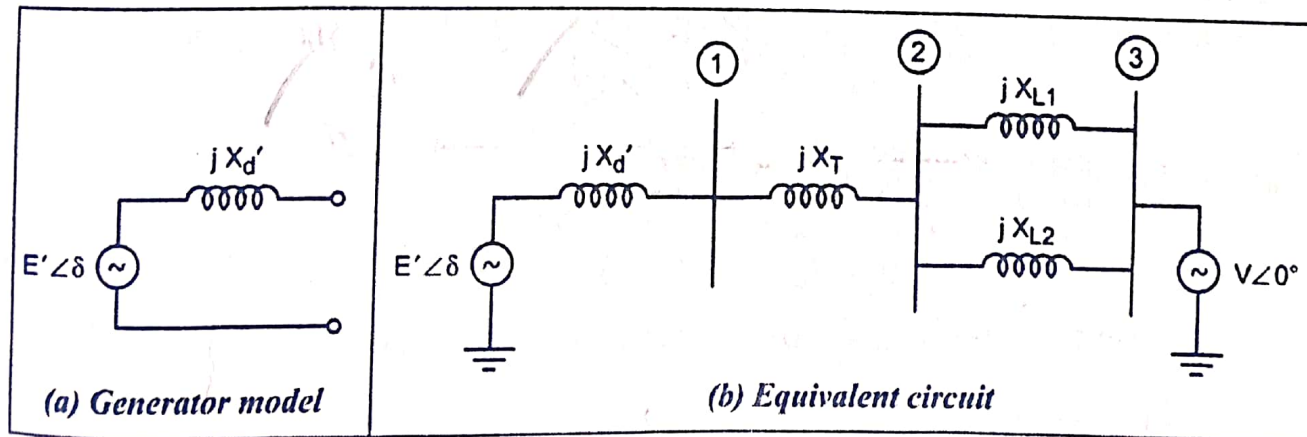 j X_d′
E′∠δ
(a) Generator model
①
②
③
j X_L1
j X_d′
j X_T
j X_L2
E′∠δ
V∠0°
(b) Equivalent circuit